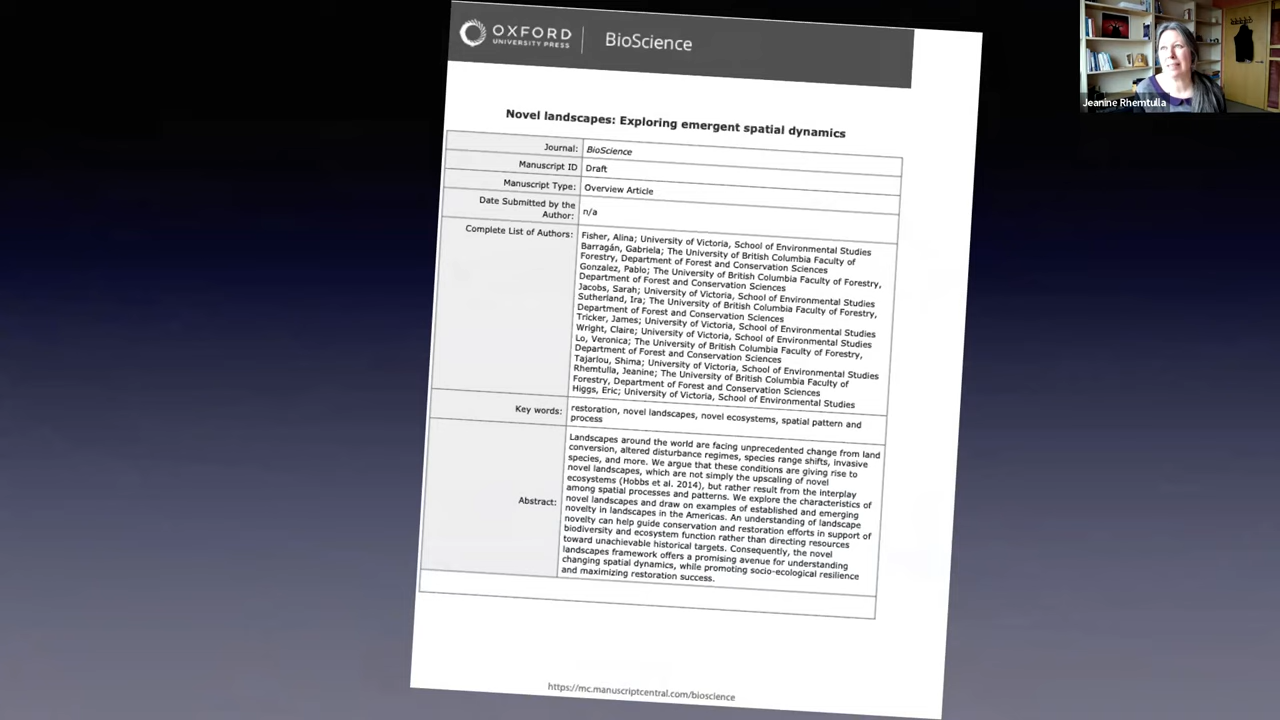 OXFORD
UNIVERSITY PRESS
BioScience
Jeanine Rhemtulla
Novel landscapes: Exploring emergent spatial dynamics
Journal: BioScience
Manuscript ID Draft
Manuscript Type: Overview Article
Date Submitted by the
Author: n/a
Complete List of Authors: Fisher, Alina; University of Victoria, School of Environmental Studies
Barragán, Gabriela; The University of British Columbia Faculty of
Forestry, Department of Forest and Conservation Sciences
Gonzalez, Pablo; The University of British Columbia Faculty of Forestry,
Department of Forest and Conservation Sciences
Jacobs, Sarah; University of Victoria, School of Environmental Studies
Sutherland, Ira; The University of British Columbia Faculty of Forestry,
Department of Forest and Conservation Sciences
Tricker, James; University of Victoria, School of Environmental Studies
Wright, Claire; University of Victoria, School of Environmental Studies
Lo, Veronica; The University of British Columbia Faculty of Forestry,
Department of Forest and Conservation Sciences
Tajarlou, Shima; University of Victoria, School of Environmental Studies
Rhemtulla, Jeanine; The University of British Columbia Faculty of
Forestry, Department of Forest and Conservation Sciences
Higgs, Eric; University of Victoria, School of Environmental Studies
Key words: restoration, novel landscapes, novel ecosystems, spatial pattern and
process
Abstract: Landscapes around the world are facing unprecedented change from land
conversion, altered disturbance regimes, species range shifts, invasive
species, and more. We argue that these conditions are giving rise to
novel landscapes, which are not simply the upscaling of novel
ecosystems (Hobbs et al. 2014), but rather result from the interplay
among spatial processes and patterns. We explore the characteristics of
novel landscapes and draw on examples of established and emerging
novelty in landscapes in the Americas. An understanding of landscape
novelty can help guide conservation and restoration efforts in support of
biodiversity and ecosystem function rather than directing resources
toward unachievable historical targets. Consequently, the novel
landscapes framework offers a promising avenue for understanding
changing spatial dynamics, while promoting socio-ecological resilience
and maximizing restoration success.
https://mc.manuscriptcentral.com/bioscience